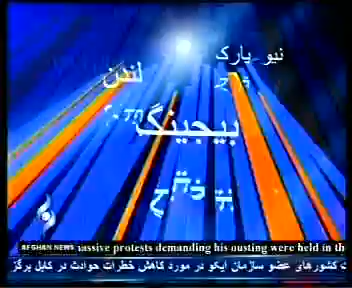 نیو یارک
لندن
بیجینگ
AFGHAN NEWS
massive protests demanding his ousting were held in th
ت کشورهای عضو سازمان ایکو در مورد کاهش خطرات حوادث در کابل برگز